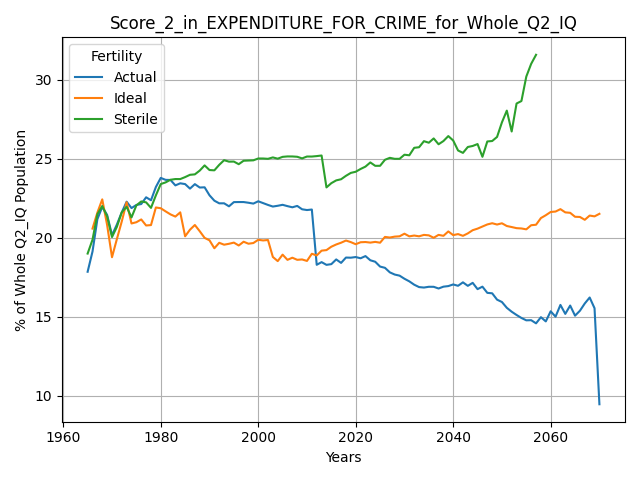 Score_2_in_EXPENDITURE_FOR_CRIME_for_Whole_Q2_IQ
Fertility
Actual
Ideal
Sterile
% of Whole Q2_IQ Population
30
25
20
15
10
1960
1980
2000
2020
2040
2060
Years